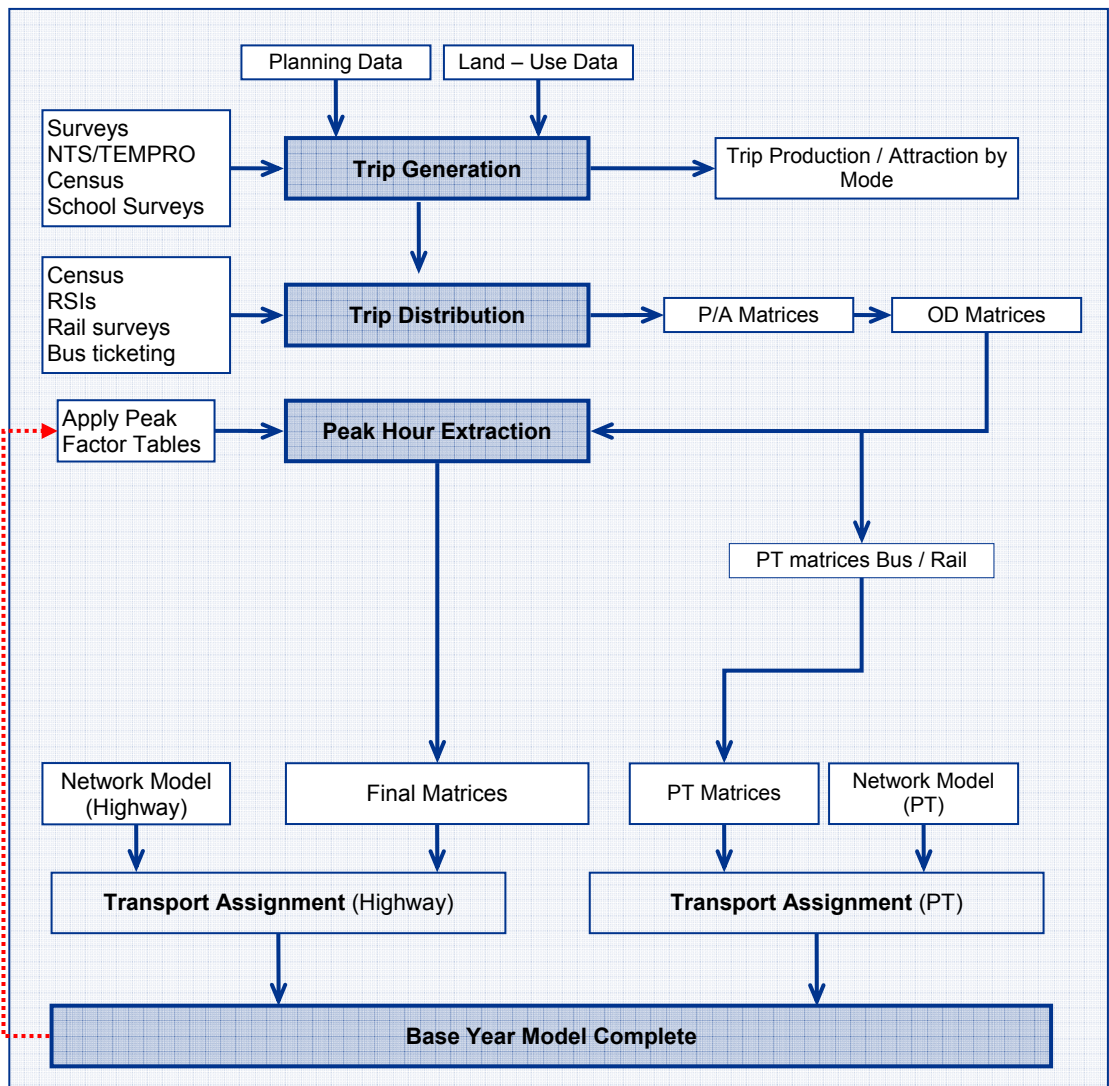 Planning Data
Land – Use Data
Surveys
NTS/TEMPRO
Census
School Surveys
Trip Generation
Trip Production / Attraction by
Mode
Census
RSIs
Rail surveys
Bus ticketing
Trip Distribution
P/A Matrices
OD Matrices
Apply Peak
Factor Tables
Peak Hour Extraction
PT matrices Bus / Rail
Network Model
(Highway)
Final Matrices
PT Matrices
Network Model
(PT)
Transport Assignment (Highway)
Transport Assignment (PT)
Base Year Model Complete